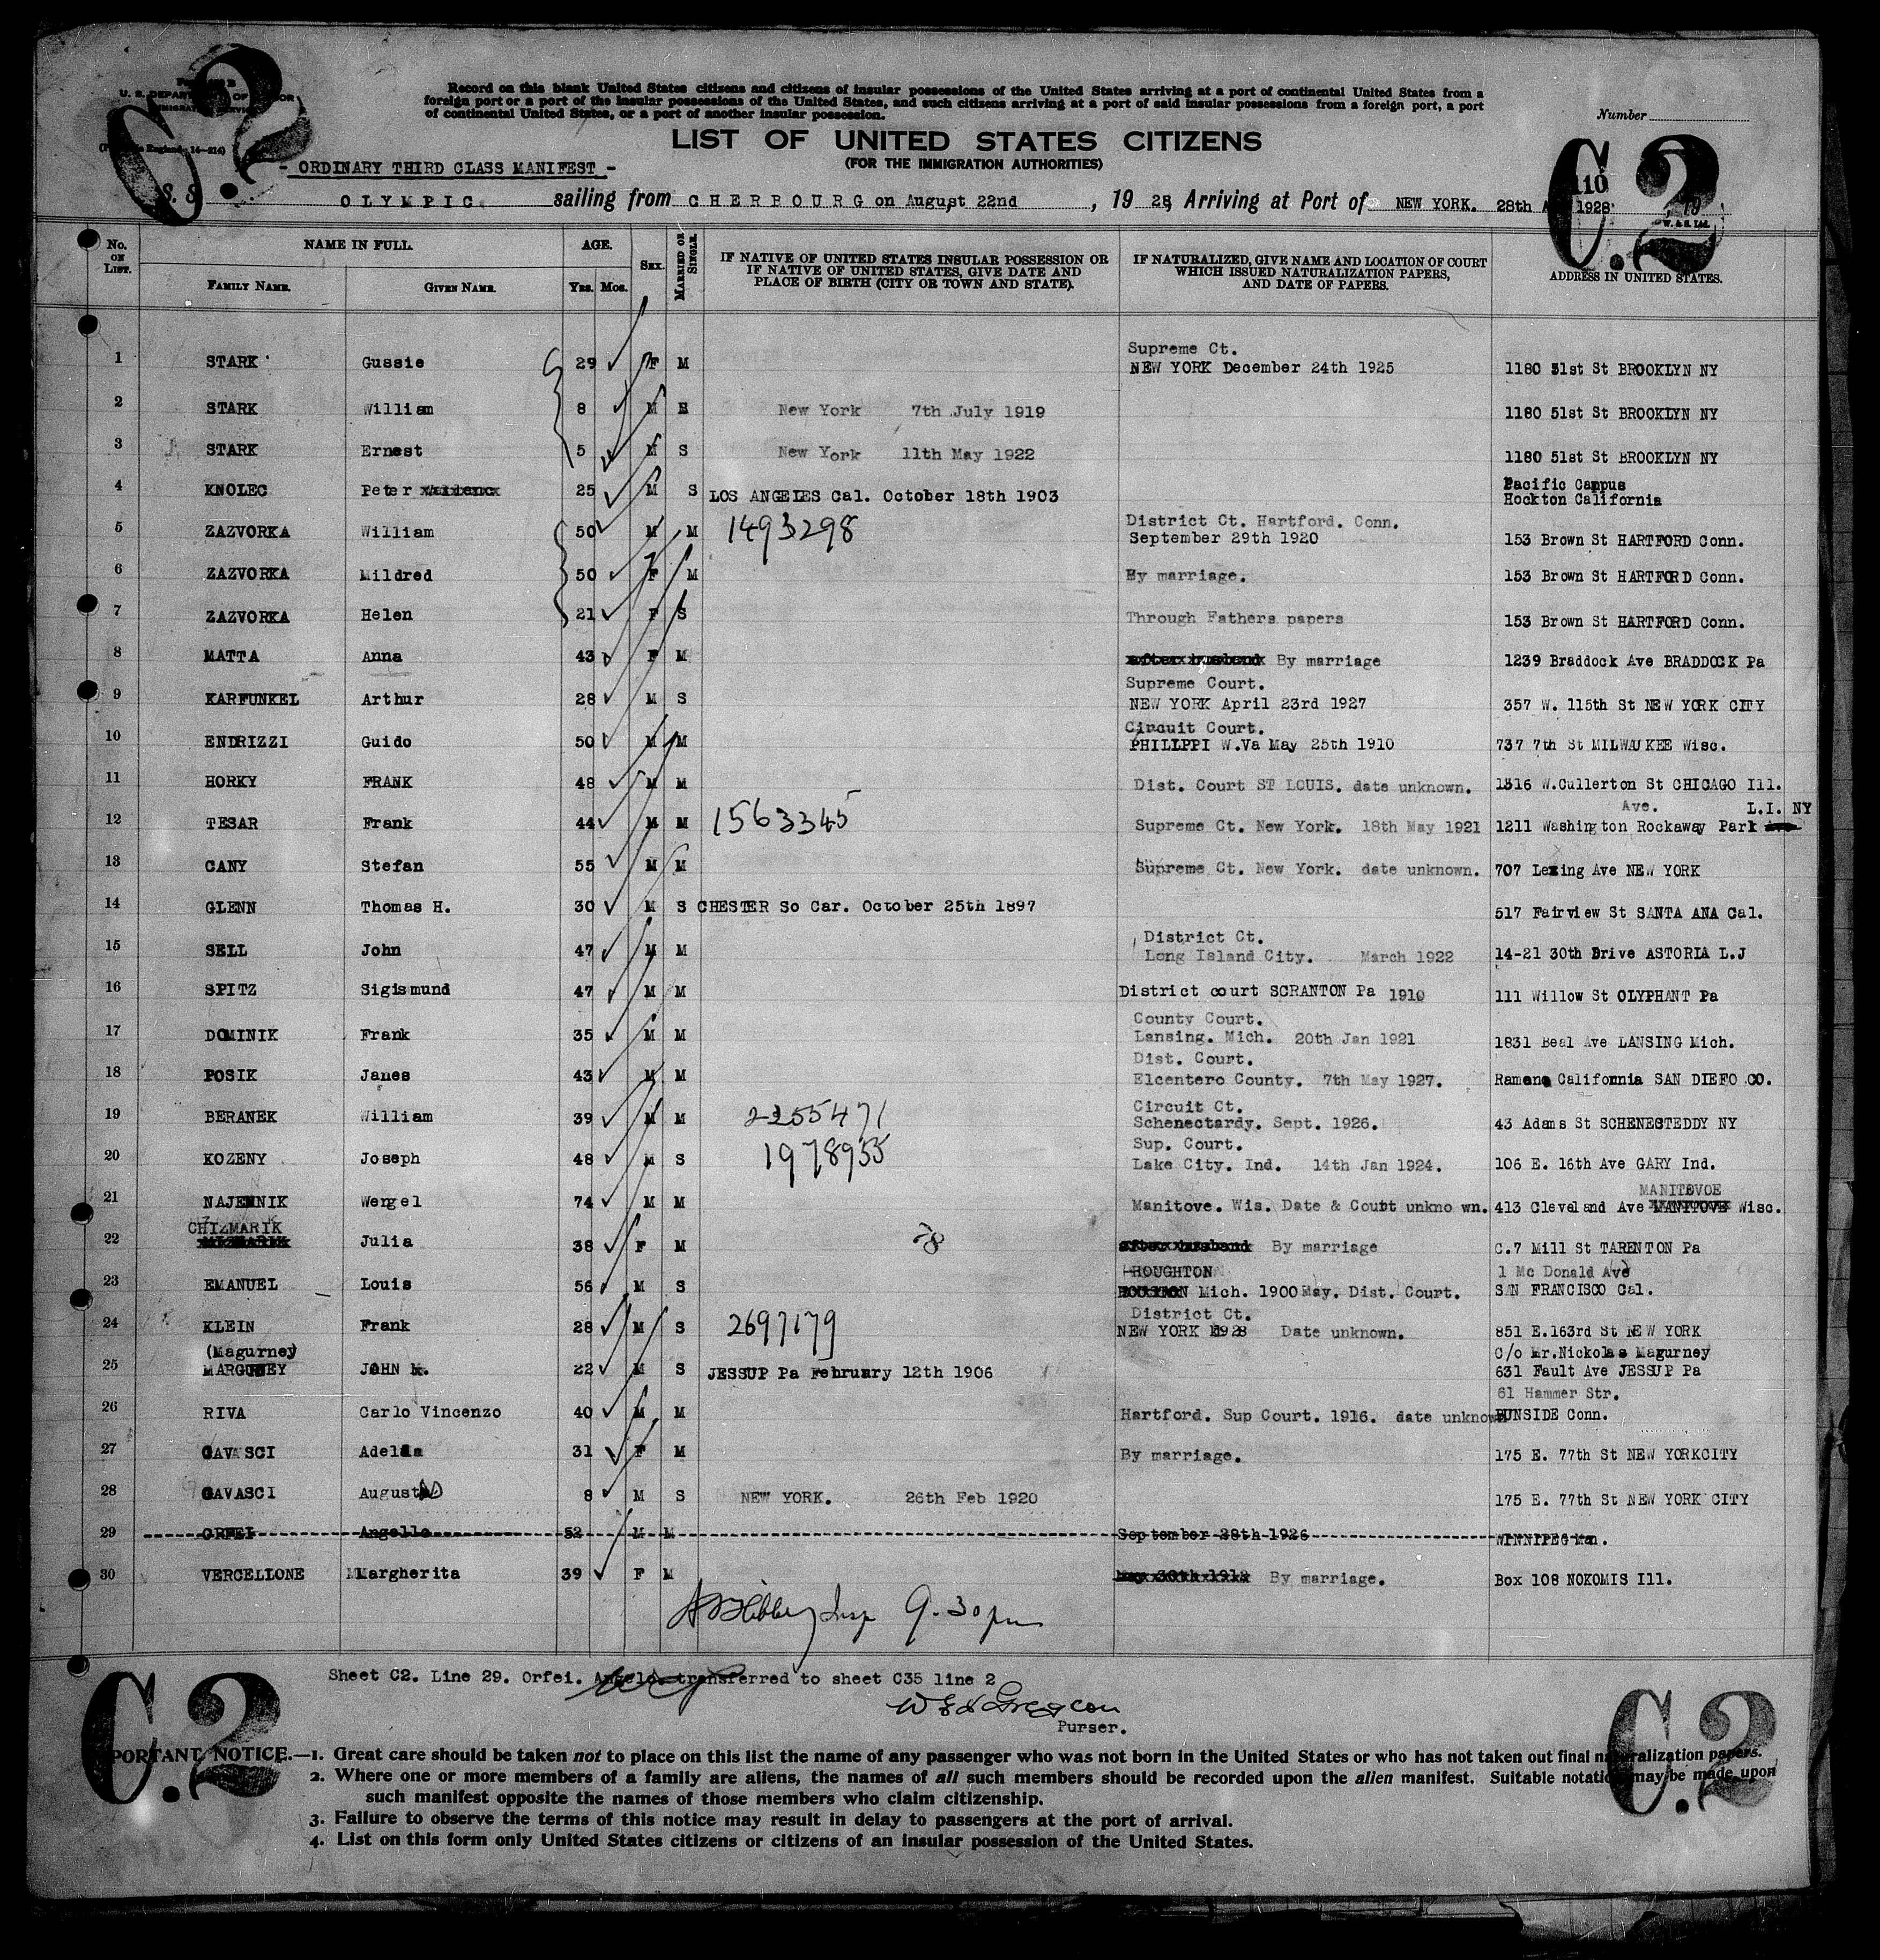 C.2
Record on this blank United States citizens and citizens of insular possessions of the United States arriving at a port of continental United States from a
foreign port or a port of the insular possessions of the United States, and such citizens arriving at a port of said insular possessions from a foreign port, a port
of continental United States, or a port of another insular possession.
Number
LIST OF UNITED STATES CITIZENS
(FOR THE IMMIGRATION AUTHORITIES)
C.2
110
- ORDINARY THIRD CLASS MANIFEST -
S. S. OLYMPIC sailing from CHERBOURG on August 22nd , 19 28, Arriving at Port of NEW YORK. 28th 1928 , 19
W. & S. Ltd.
No. ON LIST. NAME IN FULL. AGE. SEX. MARRIED OR SINGLE. IF NATIVE OF UNITED STATES INSULAR POSSESSION OR IF NATIVE OF UNITED STATES, GIVE DATE AND PLACE OF BIRTH (CITY OR TOWN AND STATE). IF NATURALIZED, GIVE NAME AND LOCATION OF COURT WHICH ISSUED NATURALIZATION PAPERS, AND DATE OF PAPERS. ADDRESS IN UNITED STATES.
FAMILY NAME. GIVEN NAME. Yrs. Mos.
1 STARK Gussie 29 F M Supreme Ct. NEW YORK December 24th 1925 1180 51st St BROOKLYN NY
2 STARK William 8 M New York 7th July 1919 1180 51st St BROOKLYN NY
3 STARK Ernest 5 M S New York 11th May 1922 1180 51st St BROOKLYN NY
4 KNOLEC Peter 25 M S LOS ANGELES Cal. October 18th 1903 Pacific Campus Hockton California
5 ZAZVORKA William 50 M M 1493298 District Ct. Hartford. Conn. September 29th 1920 153 Brown St HARTFORD Conn.
6 ZAZVORKA Mildred 50 F M By marriage. 153 Brown St HARTFORD Conn.
7 ZAZVORKA Helen 21 F S Through Fathers papers 153 Brown St HARTFORD Conn.
8 MATTA Anna 43 F M after husband By marriage 1239 Braddock Ave BRADDOCK Pa
9 KARFUNKEL Arthur 28 M S Supreme Court. NEW YORK April 23rd 1927 357 W. 115th St NEW YORK CITY
10 ENDRIZZI Guido 50 M M Circuit Court. PHILLPPI W.Va May 25th 1910 737 7th St MILWAUKEE Wisc.
11 HORKY FRANK 48 M M Dist. Court ST LOUIS. date unknown. 1316 W.Cullerton St CHICAGO Ill.
12 TESAR Frank 44 M M 1563345 Supreme Ct. New York. 18th May 1921 1211 Washington Rockaway Park Ave. L.I. NY
13 CANY Stefan 55 M M Supreme Ct. New York. date unknown. 707 Lexing Ave NEW YORK
14 GLENN Thomas H. 30 M S CHESTER So Car. October 25th 1897 517 Fairview St SANTA ANA Cal.
15 SELL John 47 M M District Ct. Long Island City. March 1922 14-21 30th Drive ASTORIA L.J
16 SPITZ Sigismund 47 M M District court SCRANTON Pa 1910 111 Willow St OLYPHANT Pa
17 DOMINIK Frank 35 M M County Court. Lansing. Mich. 20th Jan 1921 1831 Beal Ave LANSING Mich.
18 POSIK Janes 43 M M Dist. Court. Elcentero County. 7th May 1927. Ramona California SAN DIEFO CO.
19 BERANEK William 39 M M 2255471 Circuit Ct. Schenectardy. Sept. 1926. 43 Adams St SCHENESTEDDY NY
20 KOZENY Joseph 48 M S 1978955 Sup. Court. Lake City. Ind. 14th Jan 1924. 106 E. 16th Ave GARY Ind.
21 NAJEMNIK Wergel 74 M M Manitove. Wis. Date & Court unknown. 413 Cleveland Ave MANITOVE MANITOVOE Wisc.
22 CHIZMARIK Julia 38 F M after husband By marriage C.7 Mill St TARENTON Pa
23 EMANUEL Louis 56 M S HOUGHTON Mich. 1900 May. Dist. Court. 1 Mc Donald Ave SAN FRANCISCO Cal.
24 KLEIN Frank 28 M S 2697179 District Ct. NEW YORK 1928 Date unknown. 851 E.163rd St NEW YORK
25 (Magurney) MARGURNEY JOHN 22 M S JESSUP Pa February 12th 1906 C/o Mr.Nickolas Magurney 631 Fault Ave JESSUP Pa
26 RIVA Carlo Vincenzo 40 M M Hartford. Sup Court. 1916. date unknown 61 Hammer Str. BUNSIDE Conn.
27 GAVASCI Adelia 31 F M By marriage. 175 E. 77th St NEW YORKCITY
28 GAVASCI Augusto 8 M S NEW YORK. 26th Feb 1920 175 E. 77th St NEW YORK CITY
29 ORFEI Angello 52 M M September 28th 1926 WINNIPEG Man.
30 VERCELLONE Margherita 39 F M May 30th 1912 By marriage. Box 108 NOKOMIS Ill.
Insp 9.30 pm
Sheet C2. Line 29. Orfei. Angelo. transferred to sheet C35 line 2
Purser.
C.2
C.2
IMPORTANT NOTICE.—1. Great care should be taken not to place on this list the name of any passenger who was not born in the United States or who has not taken out final naturalization papers.
2. Where one or more members of a family are aliens, the names of all such members should be recorded upon the alien manifest. Suitable notation may be made upon
such manifest opposite the names of those members who claim citizenship.
3. Failure to observe the terms of this notice may result in delay to passengers at the port of arrival.
4. List on this form only United States citizens or citizens of an insular possession of the United States.